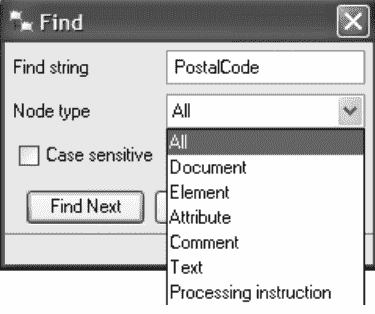 Find
Find string PostalCode
Node type All
All
Document
Case sensitive
Element
Attribute
Find Next
Comment
Text
Processing instruction